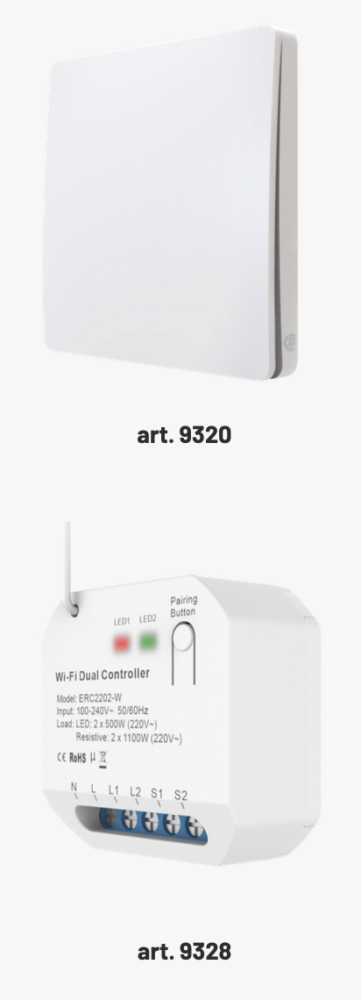 art. 9320
Pairing
Button
LED1 LED2
Wi-Fi Dual Controller
Model: ERC2202-W
Input: 100-240V~ 50/60Hz
Load: LED: 2 x 500W (220V~)
Resistive: 2 x 1100W (220V~)
CE RoHS μ
N L L1 L2 S1 S2
art. 9328